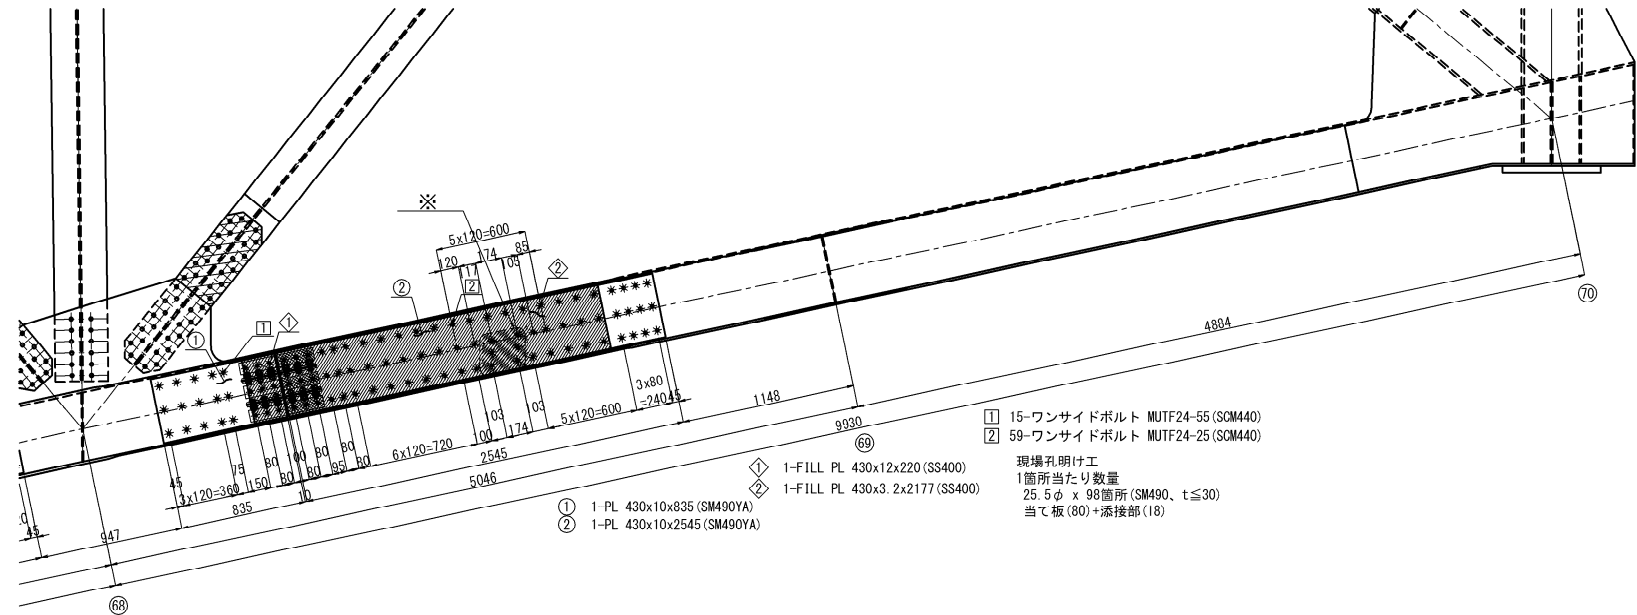 ※
5x120=600
120
174
85
117
105
②
2
◇2
1
◇1
①
3x80
=240
45
1148
4884
⑦⓪
103
103
5x120=600
100
174
6x120=720
2545
9930
⑥⑨
5046
75
80
100
80
80
45
3x120=360
150
80
80
95
80
835
10
45
947
⑥⑧
① 1-PL 430x10x835(SM490YA)
② 1-PL 430x10x2545(SM490YA)
◇1 1-FILL PL 430x12x220(SS400)
◇2 1-FILL PL 430x3.2x2177(SS400)
1 15-ワンサイドボルト MUTF24-55(SCM440)
2 59-ワンサイドボルト MUTF24-25(SCM440)
現場孔明け工
1箇所当たり数量
25.5φ x 98箇所(SM490、t≦30)
当て板(80)+添接部(18)